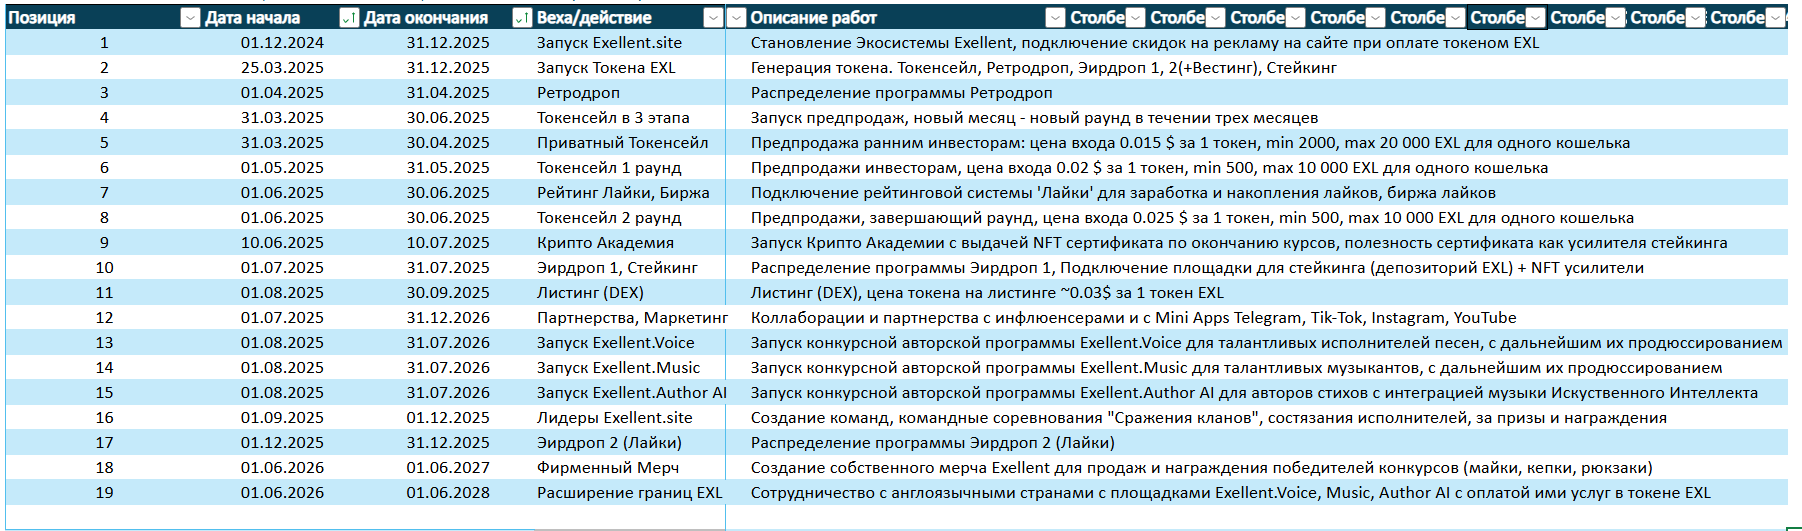 Позиция Дата начала Дата окончания Веха/действие Описание работ Столбе Столбе Столбе Столбе Столбе Столбе Столбе Столбе Столбе
1 01.12.2024 31.12.2025 Запуск Exellent.site Становление Экосистемы Exellent, подключение скидок на рекламу на сайте при оплате токеном EXL
2 25.03.2025 31.12.2025 Запуск Токена EXL Генерация токена. Токенсейл, Ретродроп, Эирдроп 1, 2(+Вестинг), Стейкинг
3 01.04.2025 31.04.2025 Ретродроп Распределение программы Ретродроп
4 31.03.2025 30.06.2025 Токенсейл в 3 этапа Запуск предпродаж, новый месяц - новый раунд в течении трех месяцев
5 31.03.2025 30.04.2025 Приватный Токенсейл Предпродажа ранним инвесторам: цена входа 0.015 $ за 1 токен, min 2000, max 20 000 EXL для одного кошелька
6 01.05.2025 31.05.2025 Токенсейл 1 раунд Предпродажи инвесторам, цена входа 0.02 $ за 1 токен, min 500, max 10 000 EXL для одного кошелька
7 01.06.2025 30.06.2025 Рейтинг Лайки, Биржа Подключение рейтинговой системы 'Лайки' для заработка и накопления лайков, биржа лайков
8 01.06.2025 30.06.2025 Токенсейл 2 раунд Предпродажи, завершающий раунд, цена входа 0.025 $ за 1 токен, min 500, max 10 000 EXL для одного кошелька
9 10.06.2025 10.07.2025 Крипто Академия Запуск Крипто Академии с выдачей NFT сертификата по окончанию курсов, полезность сертификата как усилителя стейкинга
10 01.07.2025 31.07.2025 Эирдроп 1, Стейкинг Распределение программы Эирдроп 1, Подключение площадки для стейкинга (депозиторий EXL) + NFT усилители
11 01.08.2025 30.09.2025 Листинг (DEX) Листинг (DEX), цена токена на листинге ~0.03$ за 1 токен EXL
12 01.07.2025 31.12.2026 Партнерства, Маркетинг Коллаборации и партнерства с инфлюенсерами и с Mini Apps Telegram, Tik-Tok, Instagram, YouTube
13 01.08.2025 31.07.2026 Запуск Exellent.Voice Запуск конкурсной авторской программы Exellent.Voice для талантливых исполнителей песен, с дальнейшим их продюссированием
14 01.08.2025 31.07.2026 Запуск Exellent.Music Запуск конкурсной авторской программы Exellent.Music для талантливых музыкантов, с дальнейшим их продюссированием
15 01.08.2025 31.07.2026 Запуск Exellent.Author AI Запуск конкурсной авторской программы Exellent.Author AI для авторов стихов с интеграцией музыки Искуственного Интеллекта
16 01.09.2025 01.12.2025 Лидеры Exellent.site Создание команд, командные соревнования "Сражения кланов", состязания исполнителей, за призы и награждения
17 01.12.2025 31.12.2025 Эирдроп 2 (Лайки) Распределение программы Эирдроп 2 (Лайки)
18 01.06.2026 01.06.2027 Фирменный Мерч Создание собственного мерча Exellent для продаж и награждения победителей конкурсов (майки, кепки, рюкзаки)
19 01.06.2026 01.06.2028 Расширение границ EXL Сотрудничество с англоязычными странами с площадками Exellent.Voice, Music, Author AI с оплатой ими услуг в токене EXL